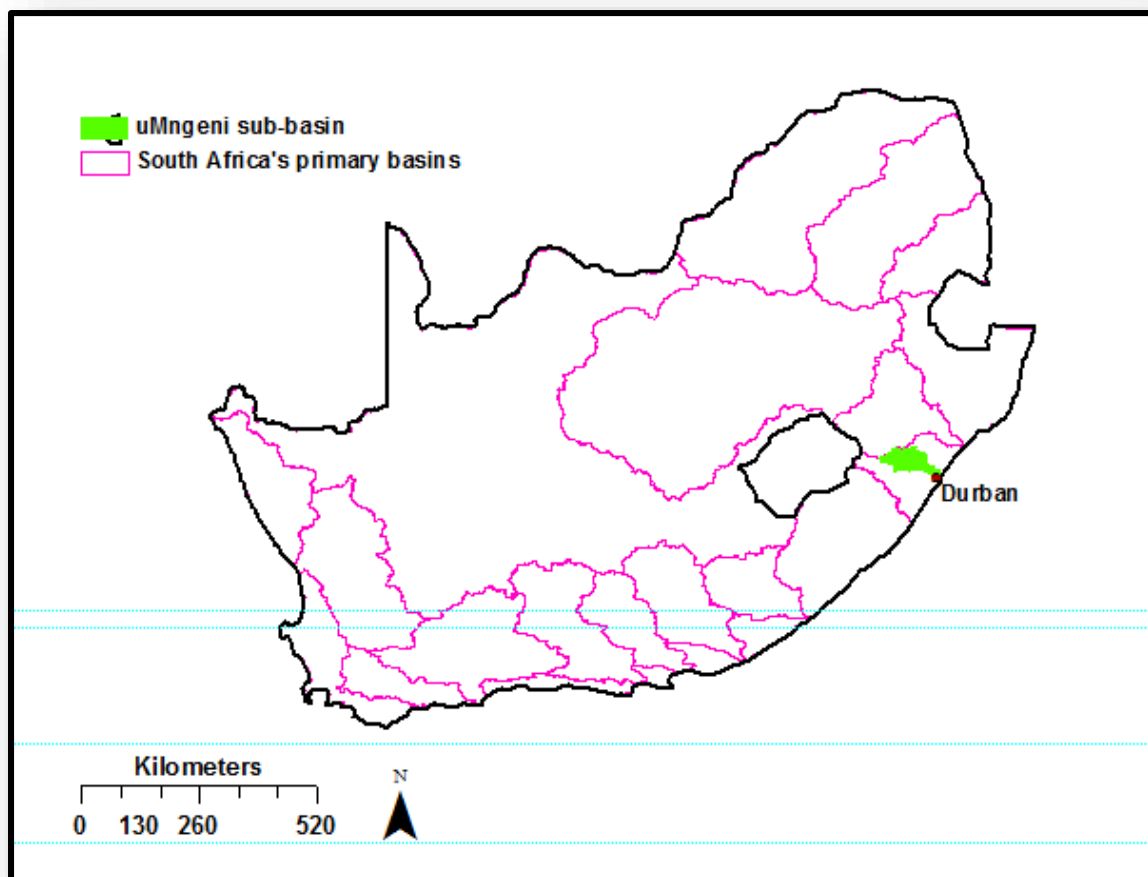 uMngeni sub-basin
South Africa's primary basins
Durban
Kilometers
N
0 130 260 520